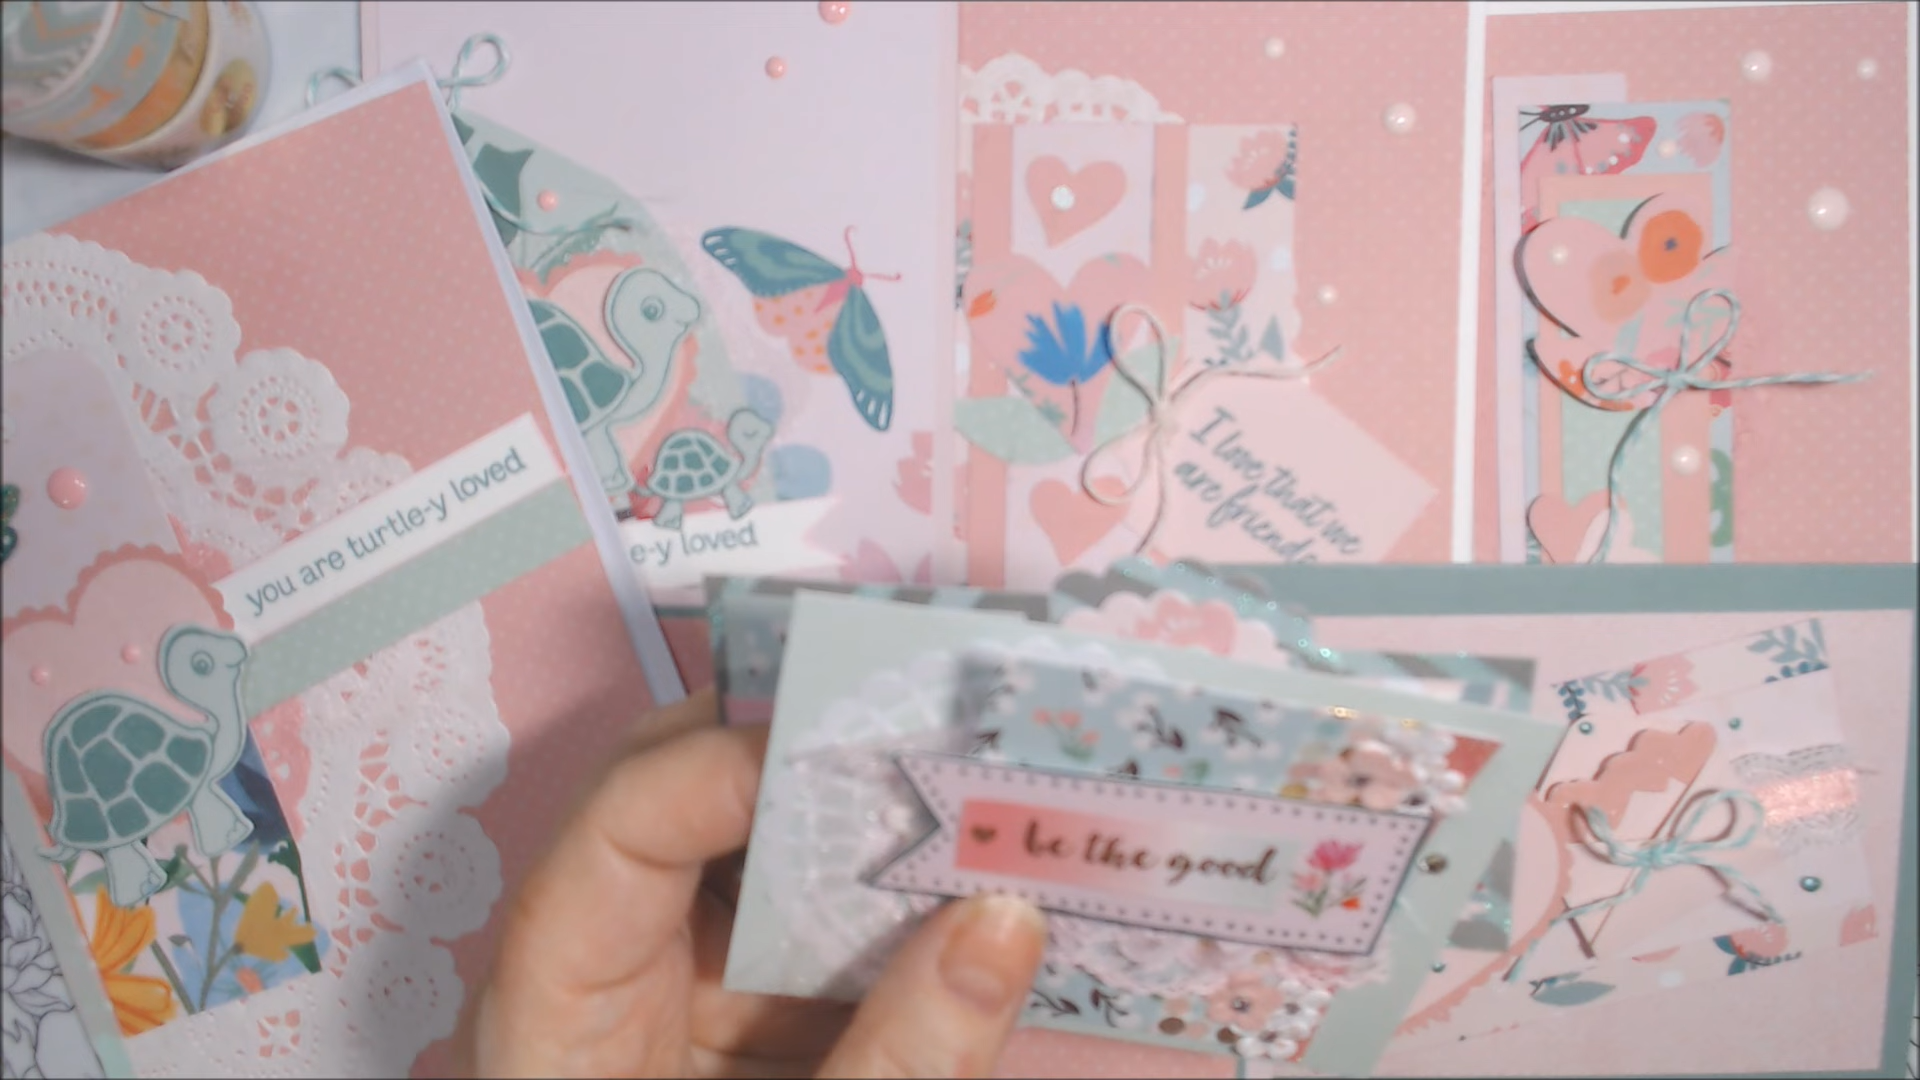 you are turtle-y loved
e-y loved
I love that we
are friends
be the good